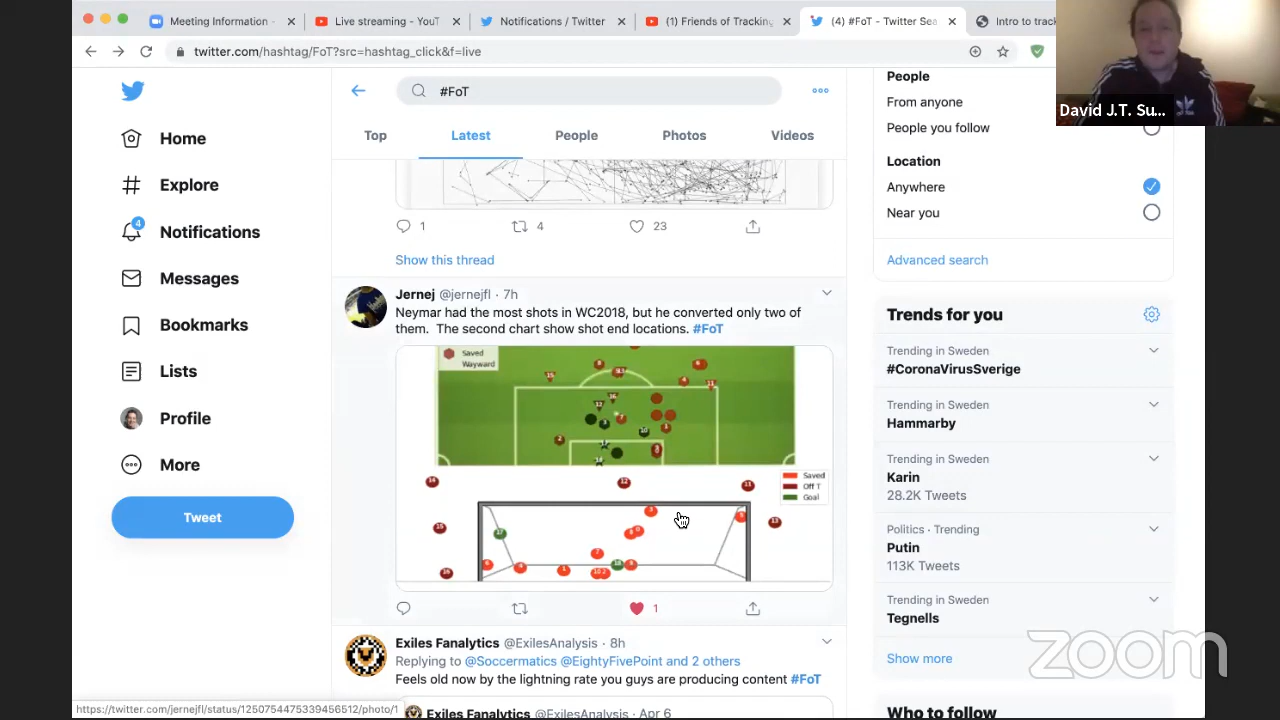 Meeting Information -
Live streaming - YouT
Notifications / Twitter
(1) Friends of Tracking
(4) #FoT - Twitter Sea
Intro to track
twitter.com/hashtag/FoT?src=hashtag_click&f=live
David J.T. Su...
#FoT
Top
Latest
People
Photos
Videos
Home
Explore
4
Notifications
Messages
Bookmarks
Lists
Profile
More
Tweet
1
4
23
Show this thread
Jernej @jernejfl · 7h
Neymar had the most shots in WC2018, but he converted only two of
them. The second chart show shot end locations. #FoT
Saved
Wayward
Saved
Off T
Goal
1
Exiles Fanalytics @ExilesAnalysis · 8h
Replying to @Soccermatics @EightyFivePoint and 2 others
Feels old now by the lightning rate you guys are producing content #FoT
Exiles Fanalytics @ExilesAnalysis · Apr 6
People
From anyone
People you follow
Location
Anywhere
Near you
Advanced search
Trends for you
Trending in Sweden
#CoronaVirusSverige
Trending in Sweden
Hammarby
Trending in Sweden
Karin
28.2K Tweets
Politics · Trending
Putin
113K Tweets
Trending in Sweden
Tegnells
Show more
Who to follow
zoom
https://twitter.com/jernejfl/status/1250754475339456512/photo/1